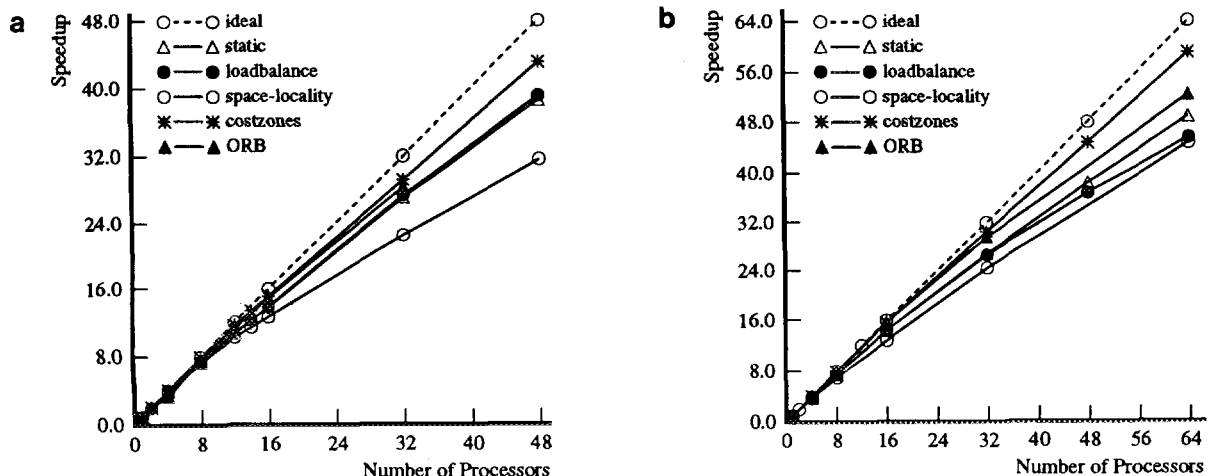 a
Speedup
48.0
40.0
32.0
24.0
16.0
8.0
0.0
ideal
static
loadbalance
space-locality
costzones
ORB
0 8 16 24 32 40 48
Number of Processors
b
Speedup
64.0
56.0
48.0
40.0
32.0
24.0
16.0
8.0
0.0
ideal
static
loadbalance
space-locality
costzones
ORB
0 8 16 24 32 40 48 56 64
Number of Processors